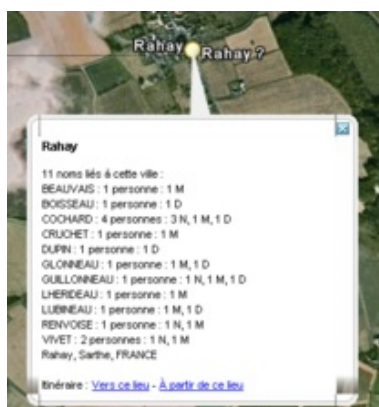 Rahay Rahay ?
Rahay
11 noms liés à cette ville :
BEAUVAIS : 1 personne : 1 M
BOISSEAU : 1 personne : 1 D
COCHARD : 4 personnes : 3 N, 1 M, 1 D
CRUCHET : 1 personne : 1 M
DUPIN : 1 personne : 1 D
GLONNEAU : 1 personne : 1 M, 1 D
GUILLONNEAU : 1 personne : 1 N, 1 M, 1 D
LHERIDEAU : 1 personne : 1 M
LUBINEAU : 1 personne : 1 M, 1 D
RENVOISE : 1 personne : 1 N, 1 M
VIVET : 2 personnes : 1 N, 1 M
Rahay, Sarthe, FRANCE
Itinéraire : Vers ce lieu - À partir de ce lieu